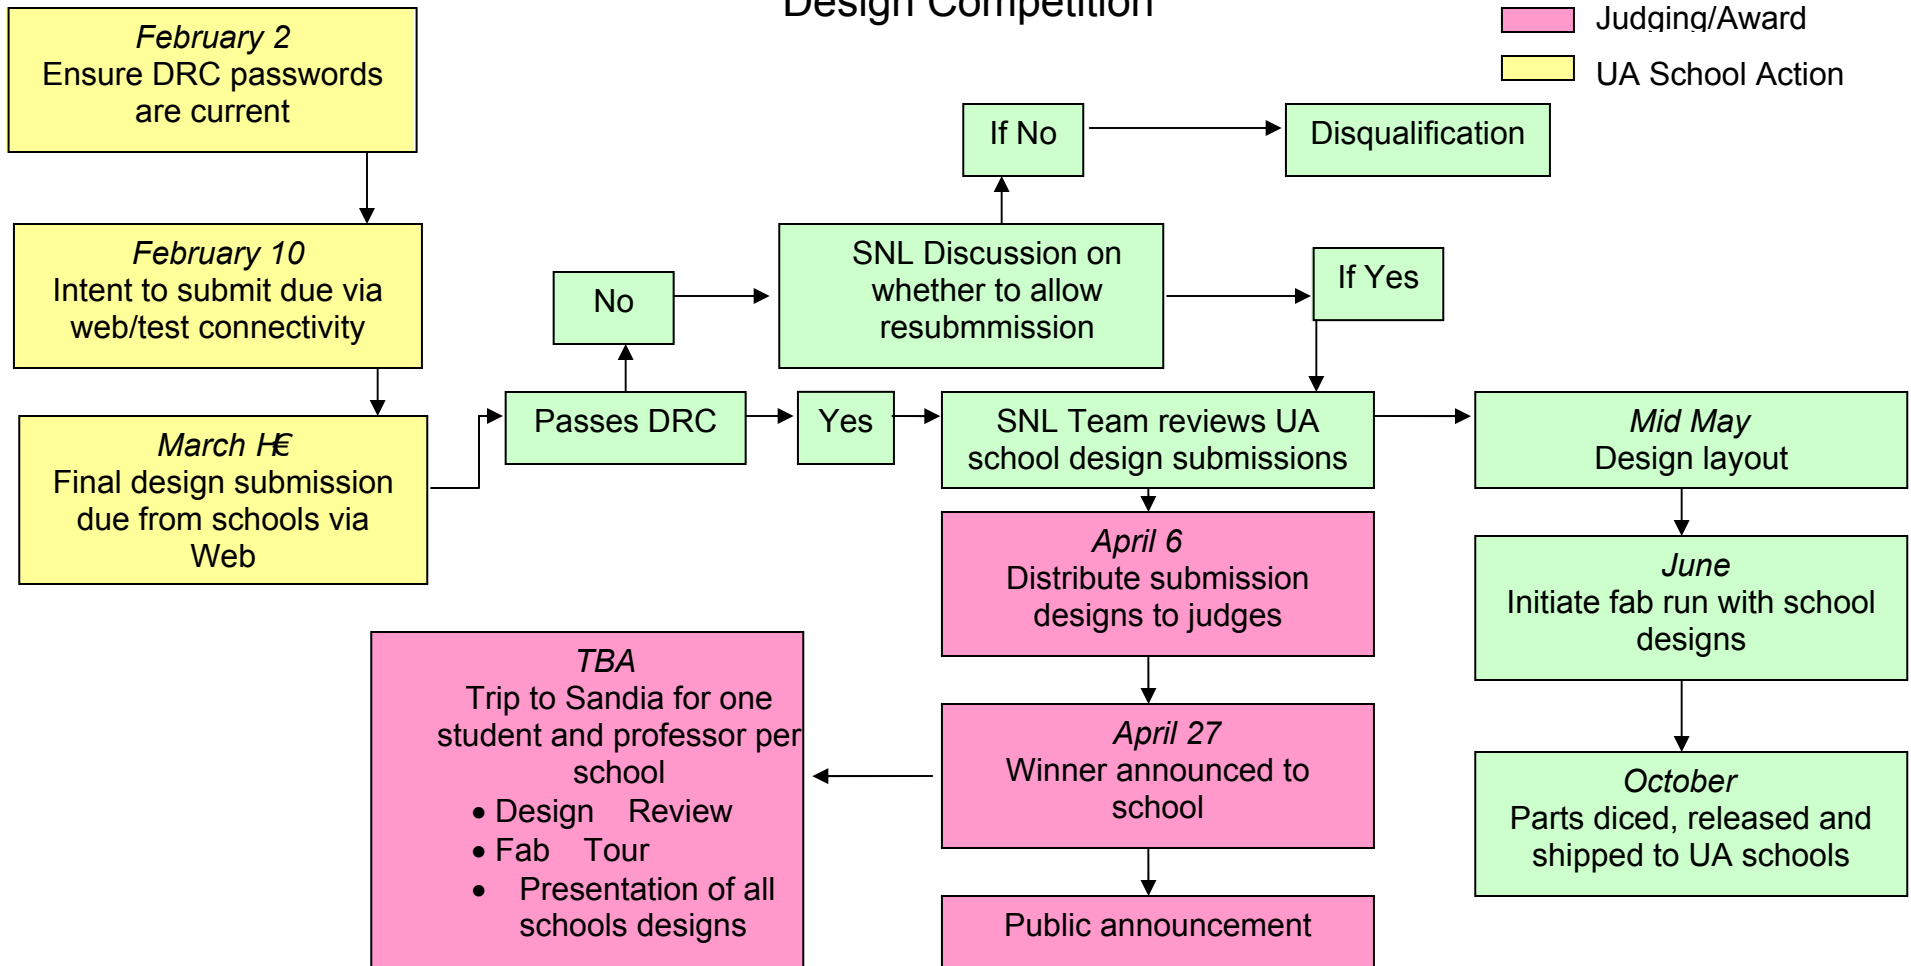 Design Competition
Judging/Award
UA School Action
February 2
Ensure DRC passwords
are current
If No
Disqualification
February 10
Intent to submit due via
web/test connectivity
No
SNL Discussion on
whether to allow
resubmmission
If Yes
March H€
Final design submission
due from schools via
Web
Passes DRC
Yes
SNL Team reviews UA
school design submissions
Mid May
Design layout
April 6
Distribute submission
designs to judges
June
Initiate fab run with school
designs
TBA
Trip to Sandia for one
student and professor per
school
• Design Review
• Fab Tour
• Presentation of all
schools designs
April 27
Winner announced to
school
October
Parts diced, released and
shipped to UA schools
Public announcement